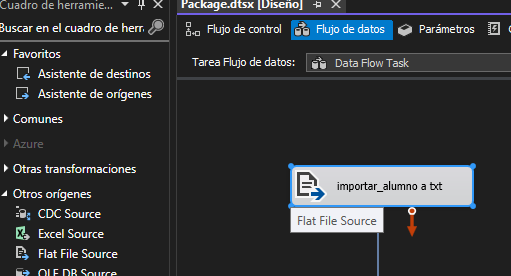 Cuadro de herramie...
Package.dtsx [Diseño]
Buscar en el cuadro de herra
Flujo de control
Flujo de datos
Parámetros
Favoritos
Asistente de destinos
Asistente de orígenes
Tarea Flujo de datos:
Data Flow Task
Comunes
Azure
Otras transformaciones
Otros orígenes
CDC Source
Excel Source
Flat File Source
OLE DB Source
importar_alumno a txt
Flat File Source